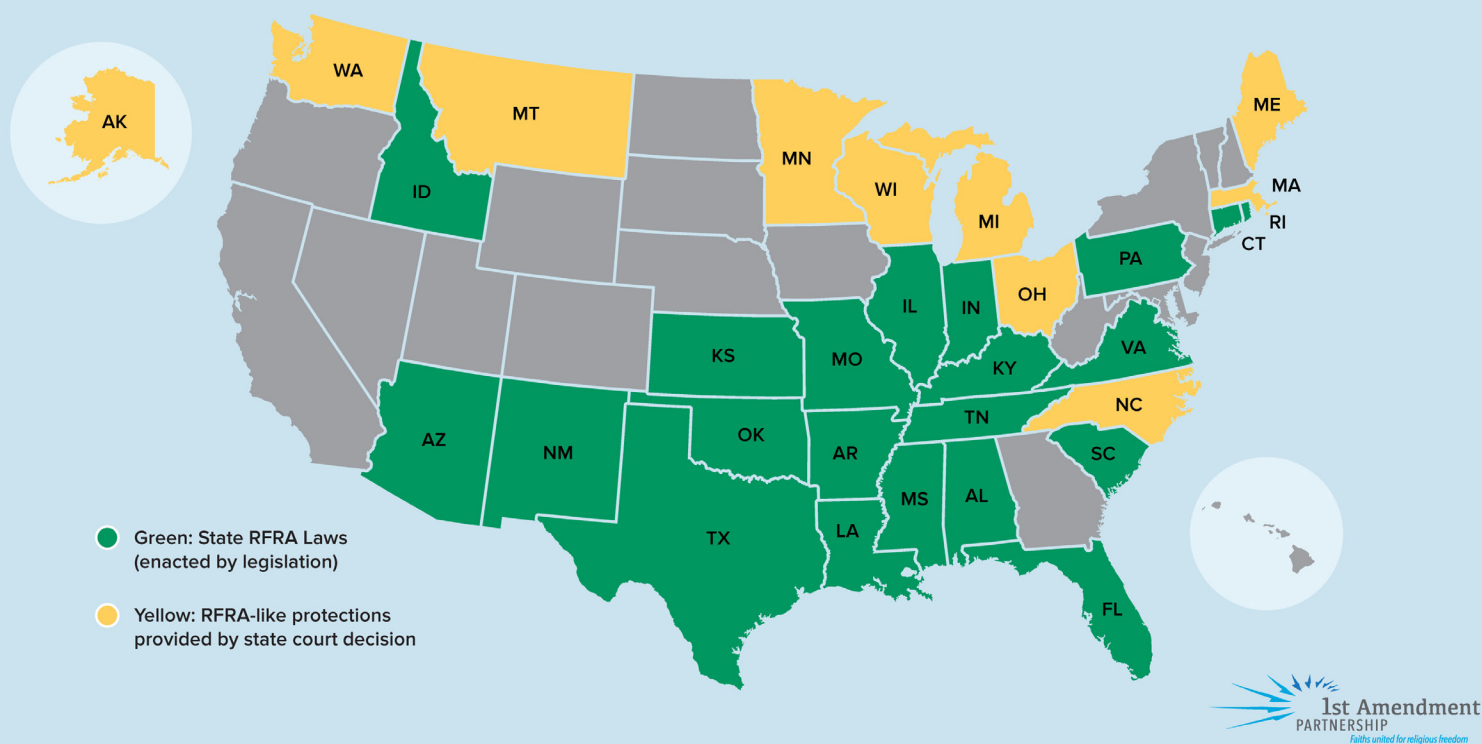 WA
MT
ME
AK
MN
WI
MA
ID
MI
RI
CT
PA
OH
IL
IN
VA
KS
MO
KY
NC
TN
AZ
OK
NM
AR
SC
MS
AL
LA
TX
Green: State RFRA Laws
(enacted by legislation)
FL
Yellow: RFRA-like protections
provided by state court decision
1st Amendment
PARTNERSHIP
Faiths united for religious freedom